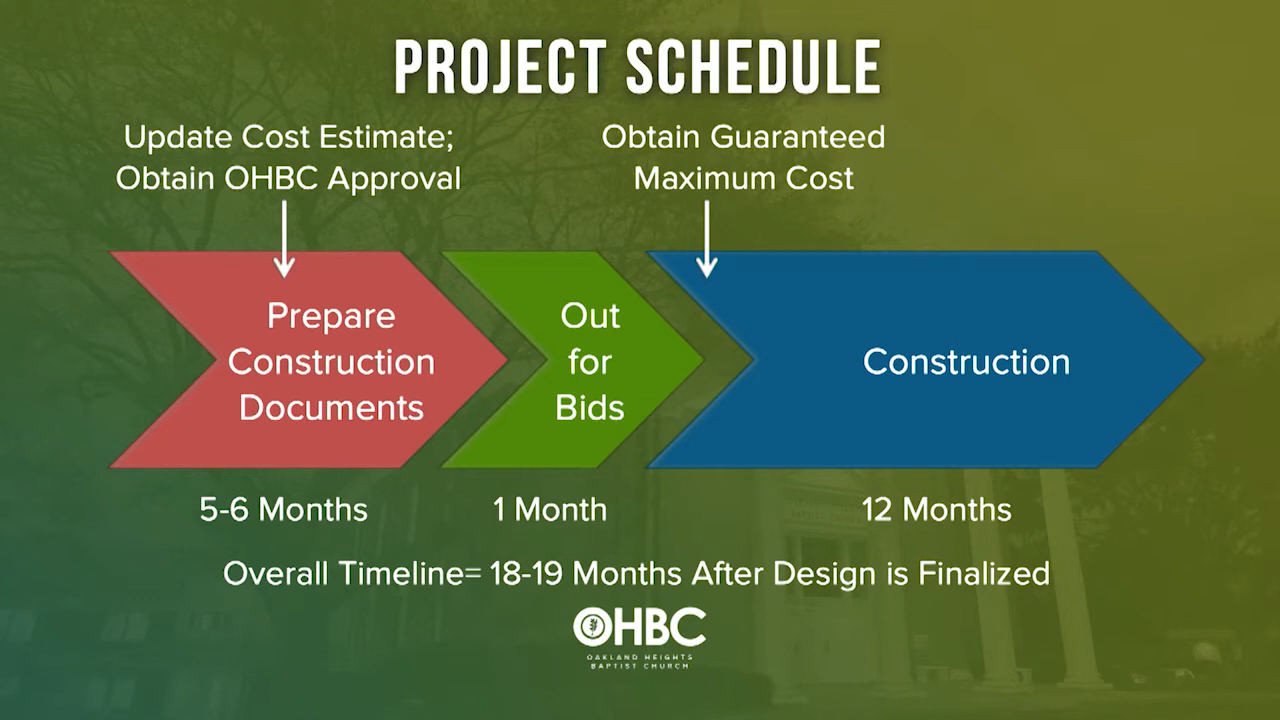 PROJECT SCHEDULE
Update Cost Estimate;
Obtain OHBC Approval
Obtain Guaranteed
Maximum Cost
Prepare
Construction
Documents
Out
for
Bids
Construction
5-6 Months
1 Month
12 Months
Overall Timeline= 18-19 Months After Design is Finalized
OHBC
OAKLAND HEIGHTS
BAPTIST CHURCH